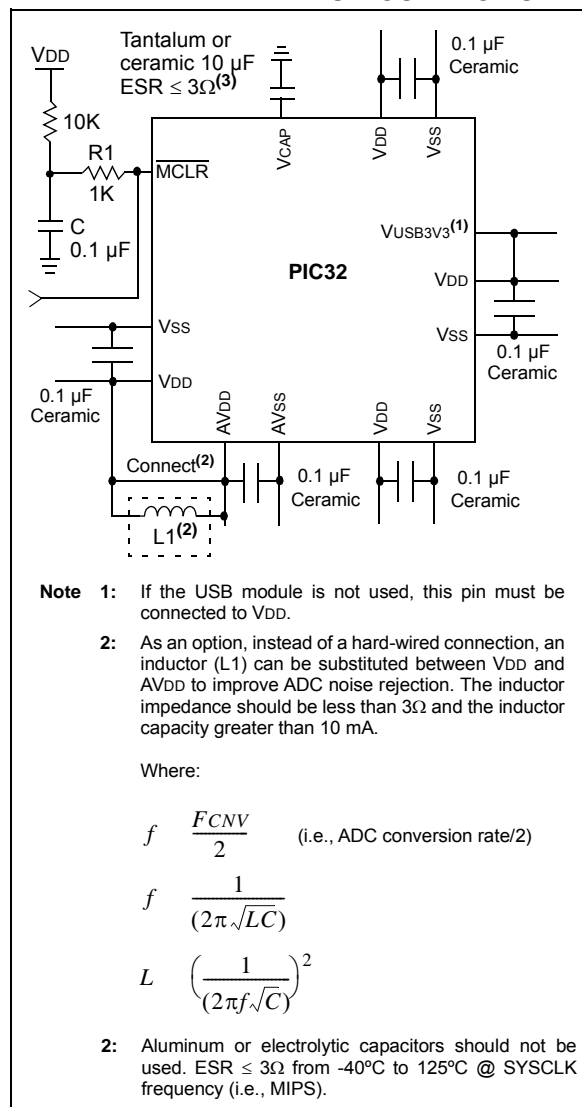 VDD
Tantalum or
ceramic 10 µF
ESR ≤ 3Ω(3)
0.1 µF
Ceramic
10K
R1
1K
MCLR
VCAP
VDD
VSS
C
0.1 µF
VUSB3V3(1)
PIC32
VDD
VSS
0.1 µF
Ceramic
VSS
VDD
0.1 µF
Ceramic
AVDD
AVSS
VDD
VSS
Connect(2)
0.1 µF
Ceramic
0.1 µF
Ceramic
L1(2)
Note 1: If the USB module is not used, this pin must be
connected to VDD.
2: As an option, instead of a hard-wired connection, an
inductor (L1) can be substituted between VDD and
AVDD to improve ADC noise rejection. The inductor
impedance should be less than 3Ω and the inductor
capacity greater than 10 mA.
Where:
f FCNV/2 (i.e., ADC conversion rate/2)
f 1/(2π√LC)
L (1/(2πf√C))²
2: Aluminum or electrolytic capacitors should not be
used. ESR ≤ 3Ω from -40ºC to 125ºC @ SYSCLK
frequency (i.e., MIPS).